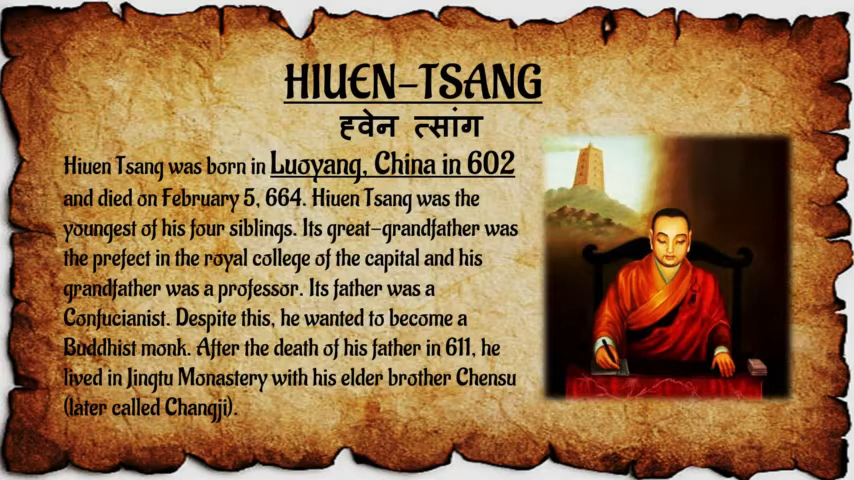 HIUEN-TSANG
ह्वेन त्सांग
Hiuen Tsang was born in Luoyang, China in 602
and died on February 5, 664. Hiuen Tsang was the
youngest of his four siblings. Its great-grandfather was
the prefect in the royal college of the capital and his
grandfather was a professor. Its father was a
Confucianist. Despite this, he wanted to become a
Buddhist monk. After the death of his father in 611, he
lived in Jingtu Monastery with his elder brother Chensu
(later called Changji).